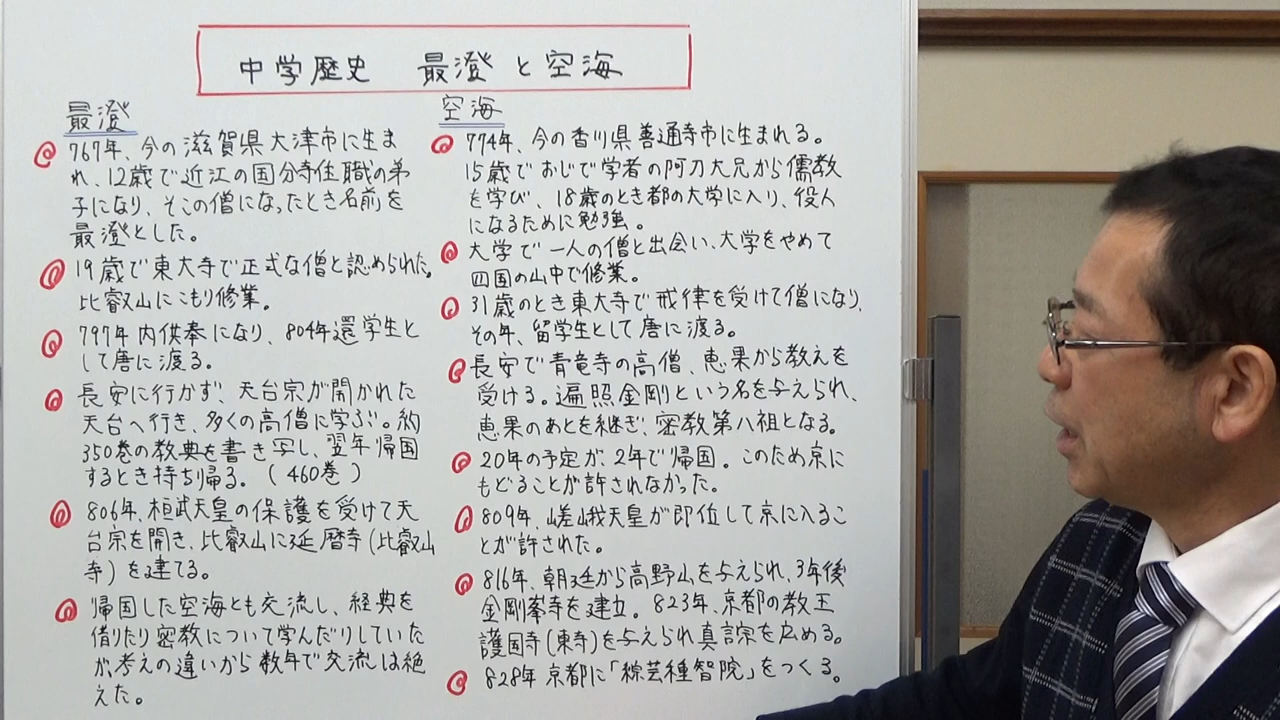 中学歴史 最澄と空海
最澄
767年、今の滋賀県大津市に生ま
れ、12歳で近江の国分寺住職の弟
子になり、そこの僧になったとき名前を
最澄とした。
19歳で東大寺で正式な僧と認められた。
比叡山にこもり修業。
797年内供奉になり、804年還学生と
して唐に渡る。
長安に行かず、天台宗が開かれた
天台へ行き、多くの高僧に学ぶ。約
350巻の教典を書き写し、翌年帰国
するとき持ち帰る。(460巻)
806年、桓武天皇の保護を受けて天
台宗を開き、比叡山に延暦寺(比叡山
寺)を建てる。
帰国した空海とも交流し、経典を
借りたり密教について学んだりしていた
が、考えの違いから数年で交流は絶
えた。
空海
774年、今の香川県善通寺市に生まれる。
15歳でおじで学者の阿刀大兄から儒教
を学び、18歳のとき都の大学に入り、役人
になるために勉強。
大学で一人の僧と出会い、大学をやめて
四国の山中で修業。
31歳のとき東大寺で戒律を受けて僧になり、
その年、留学生として唐に渡る。
長安で青竜寺の高僧、恵果から教えを
受ける。遍照金剛という名を与えられ、
恵果のあとを継ぎ、密教第八祖となる。
20年の予定が、2年で帰国。このため京に
もどることが許されなかった。
809年、嵯峨天皇が即位して京に入るこ
とが許された。
816年、朝廷から高野山を与えられ、3年後
金剛峯寺を建立。823年、京都の教王
護国寺(東寺)を与えられ真言宗を広める。
828年京都に「綜芸種智院」をつくる。